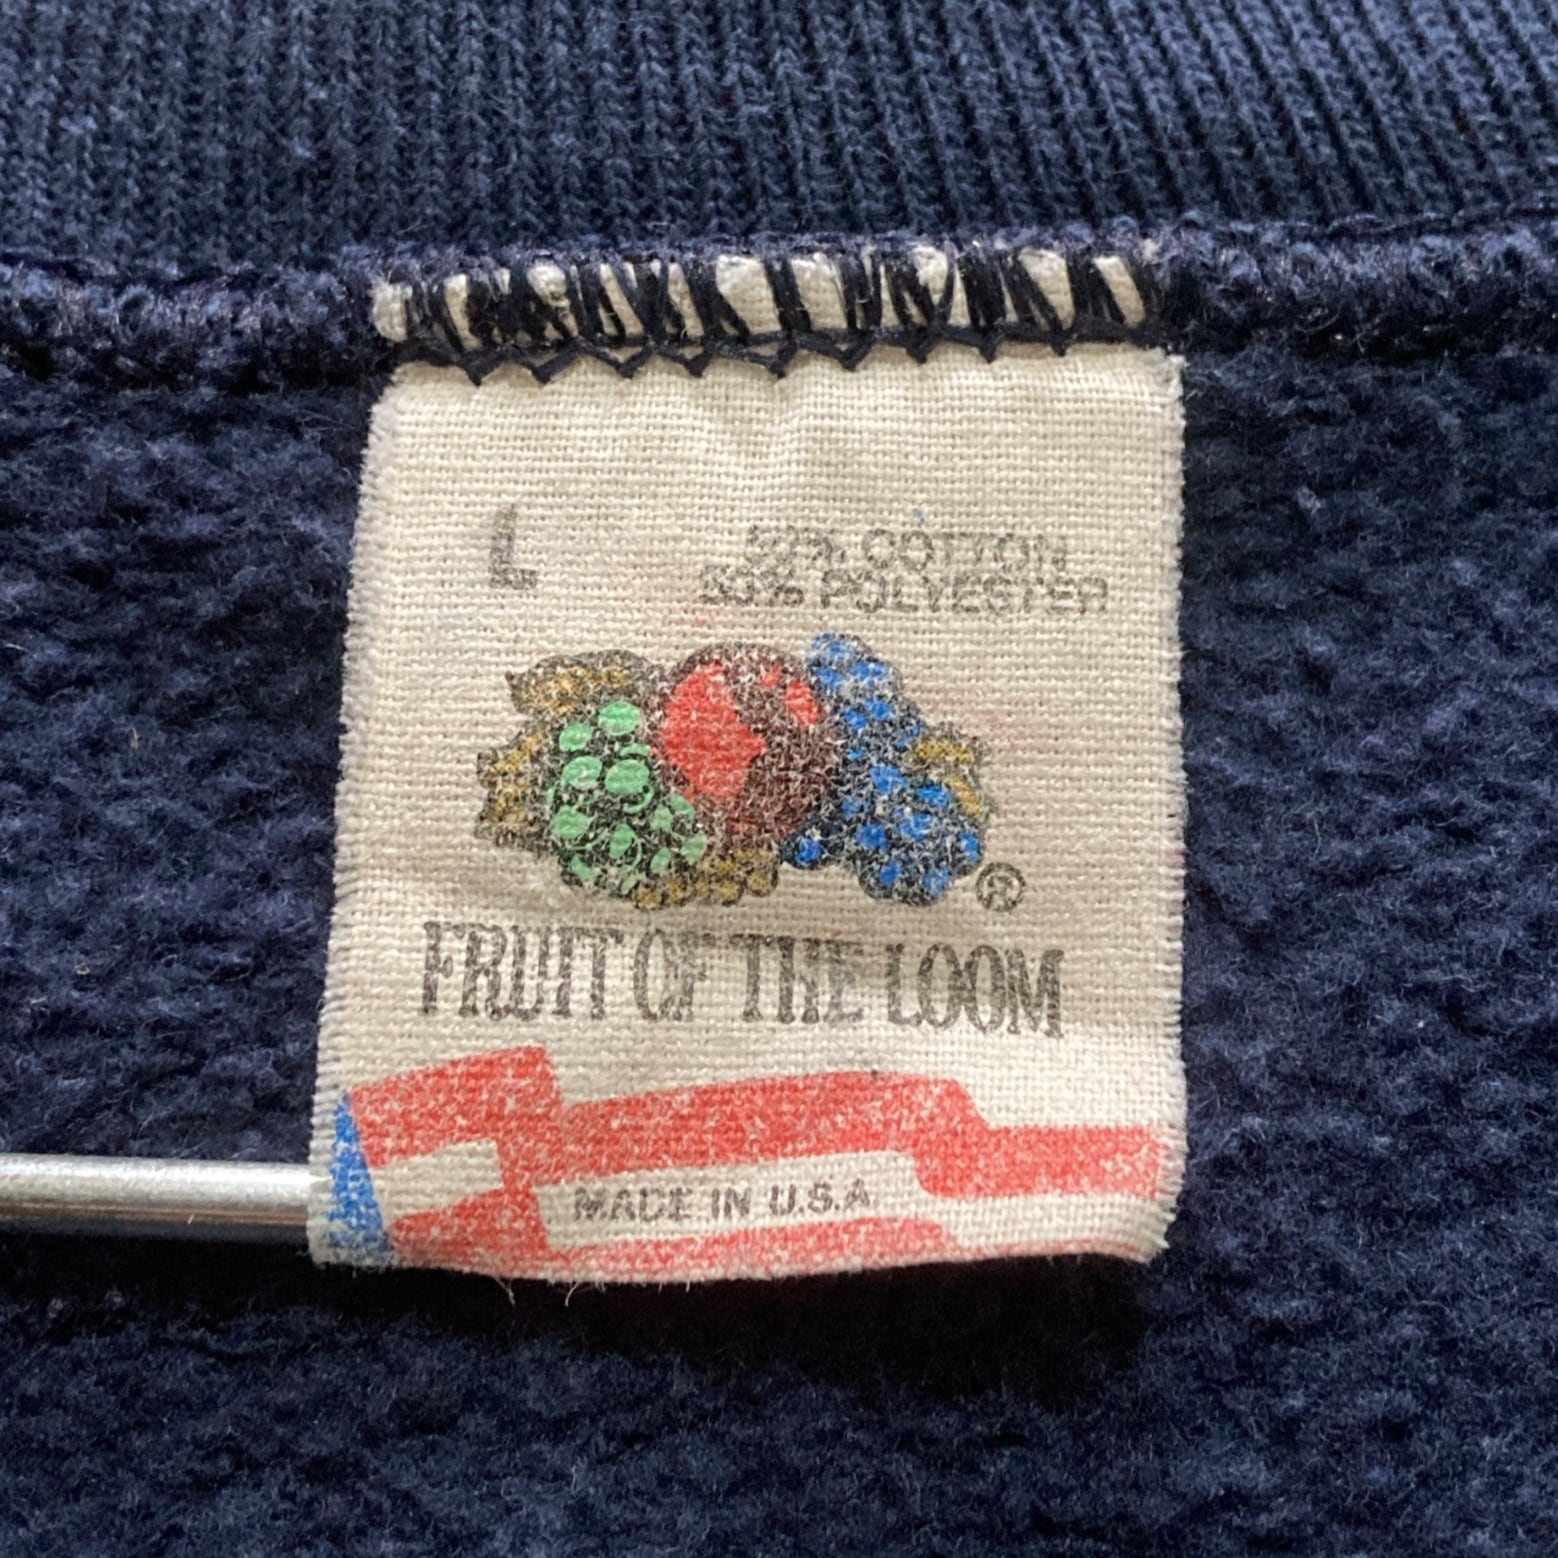 L
50% COTTON
50% POLYESTER
®
FRUIT OF THE LOOM
MADE IN U.S.A